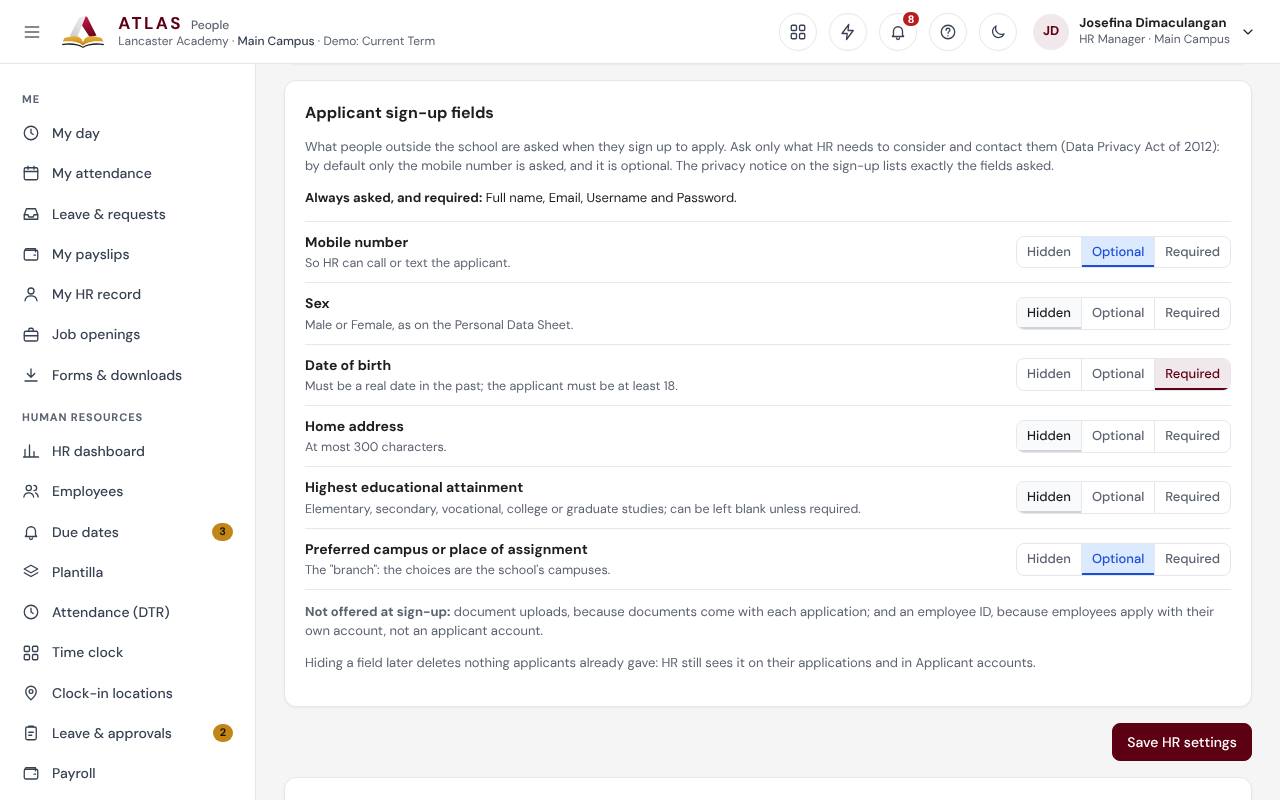 ATLAS People
Lancaster Academy · Main Campus · Demo: Current Term
8
JD
Josefina Dimaculangan
HR Manager · Main Campus
ME
My day
My attendance
Leave & requests
My payslips
My HR record
Job openings
Forms & downloads
HUMAN RESOURCES
HR dashboard
Employees
Due dates 3
Plantilla
Attendance (DTR)
Time clock
Clock-in locations
Leave & approvals 2
Payroll
Applicant sign-up fields
What people outside the school are asked when they sign up to apply. Ask only what HR needs to consider and contact them (Data Privacy Act of 2012):
by default only the mobile number is asked, and it is optional. The privacy notice on the sign-up lists exactly the fields asked.
Always asked, and required: Full name, Email, Username and Password.
Mobile number
So HR can call or text the applicant.
Hidden Optional Required
Sex
Male or Female, as on the Personal Data Sheet.
Hidden Optional Required
Date of birth
Must be a real date in the past; the applicant must be at least 18.
Hidden Optional Required
Home address
At most 300 characters.
Hidden Optional Required
Highest educational attainment
Elementary, secondary, vocational, college or graduate studies; can be left blank unless required.
Hidden Optional Required
Preferred campus or place of assignment
The "branch": the choices are the school's campuses.
Hidden Optional Required
Not offered at sign-up: document uploads, because documents come with each application; and an employee ID, because employees apply with their
own account, not an applicant account.
Hiding a field later deletes nothing applicants already gave: HR still sees it on their applications and in Applicant accounts.
Save HR settings